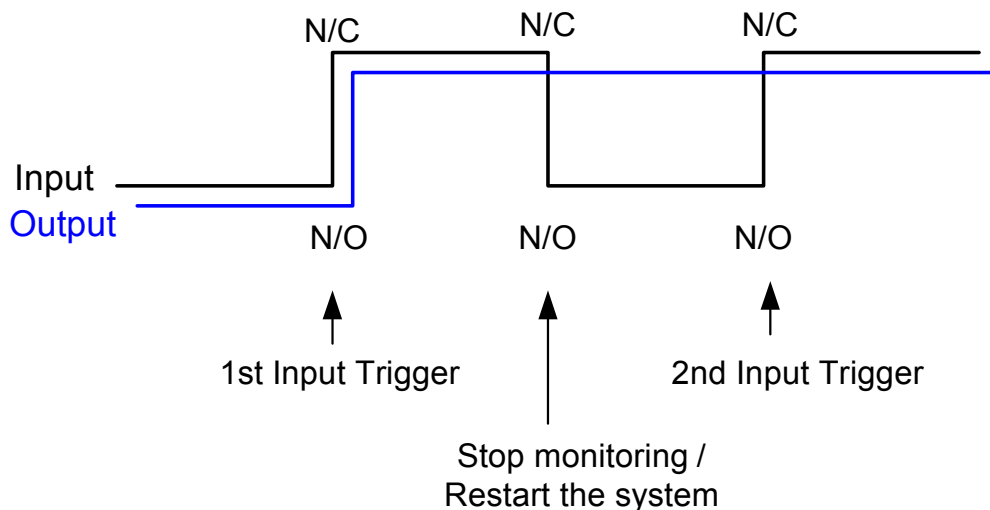 N/C
N/C
N/C
Input
Output
N/O
N/O
N/O
1st Input Trigger
2nd Input Trigger
Stop monitoring /
Restart the system